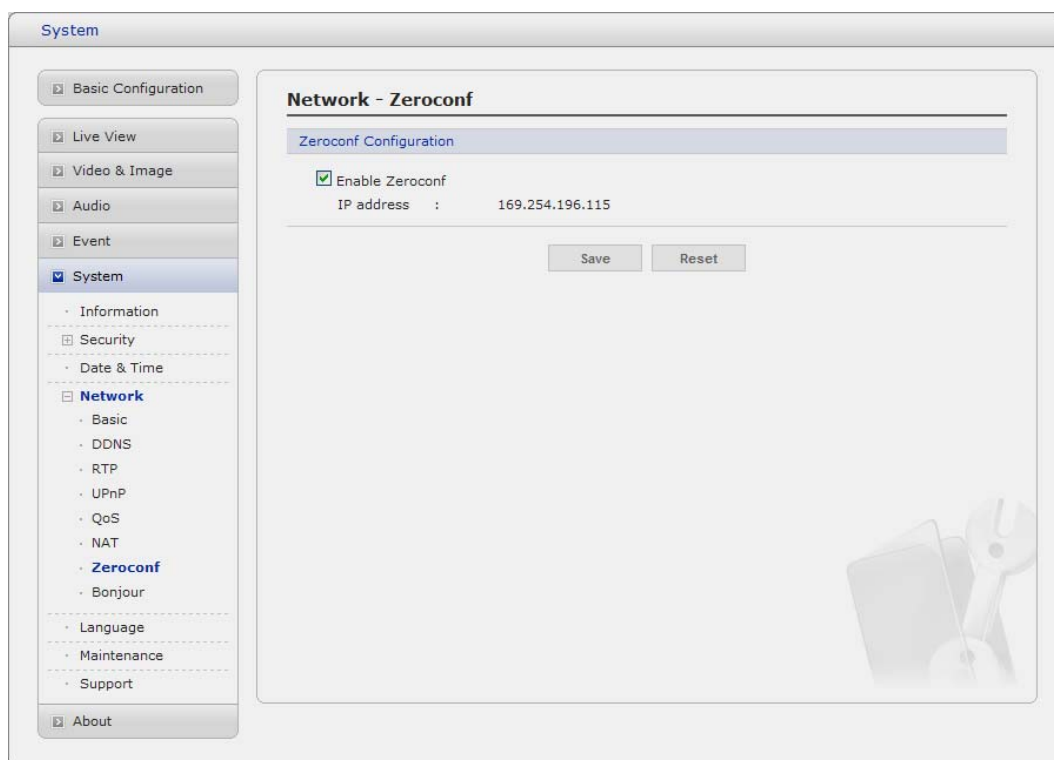 System
Basic Configuration
Live View
Video & Image
Audio
Event
System
Information
Security
Date & Time
Network
Basic
DDNS
RTP
UPnP
QoS
NAT
Zeroconf
Bonjour
Language
Maintenance
Support
About
Network - Zeroconf
Zeroconf Configuration
Enable Zeroconf
IP address : 169.254.196.115
Save Reset